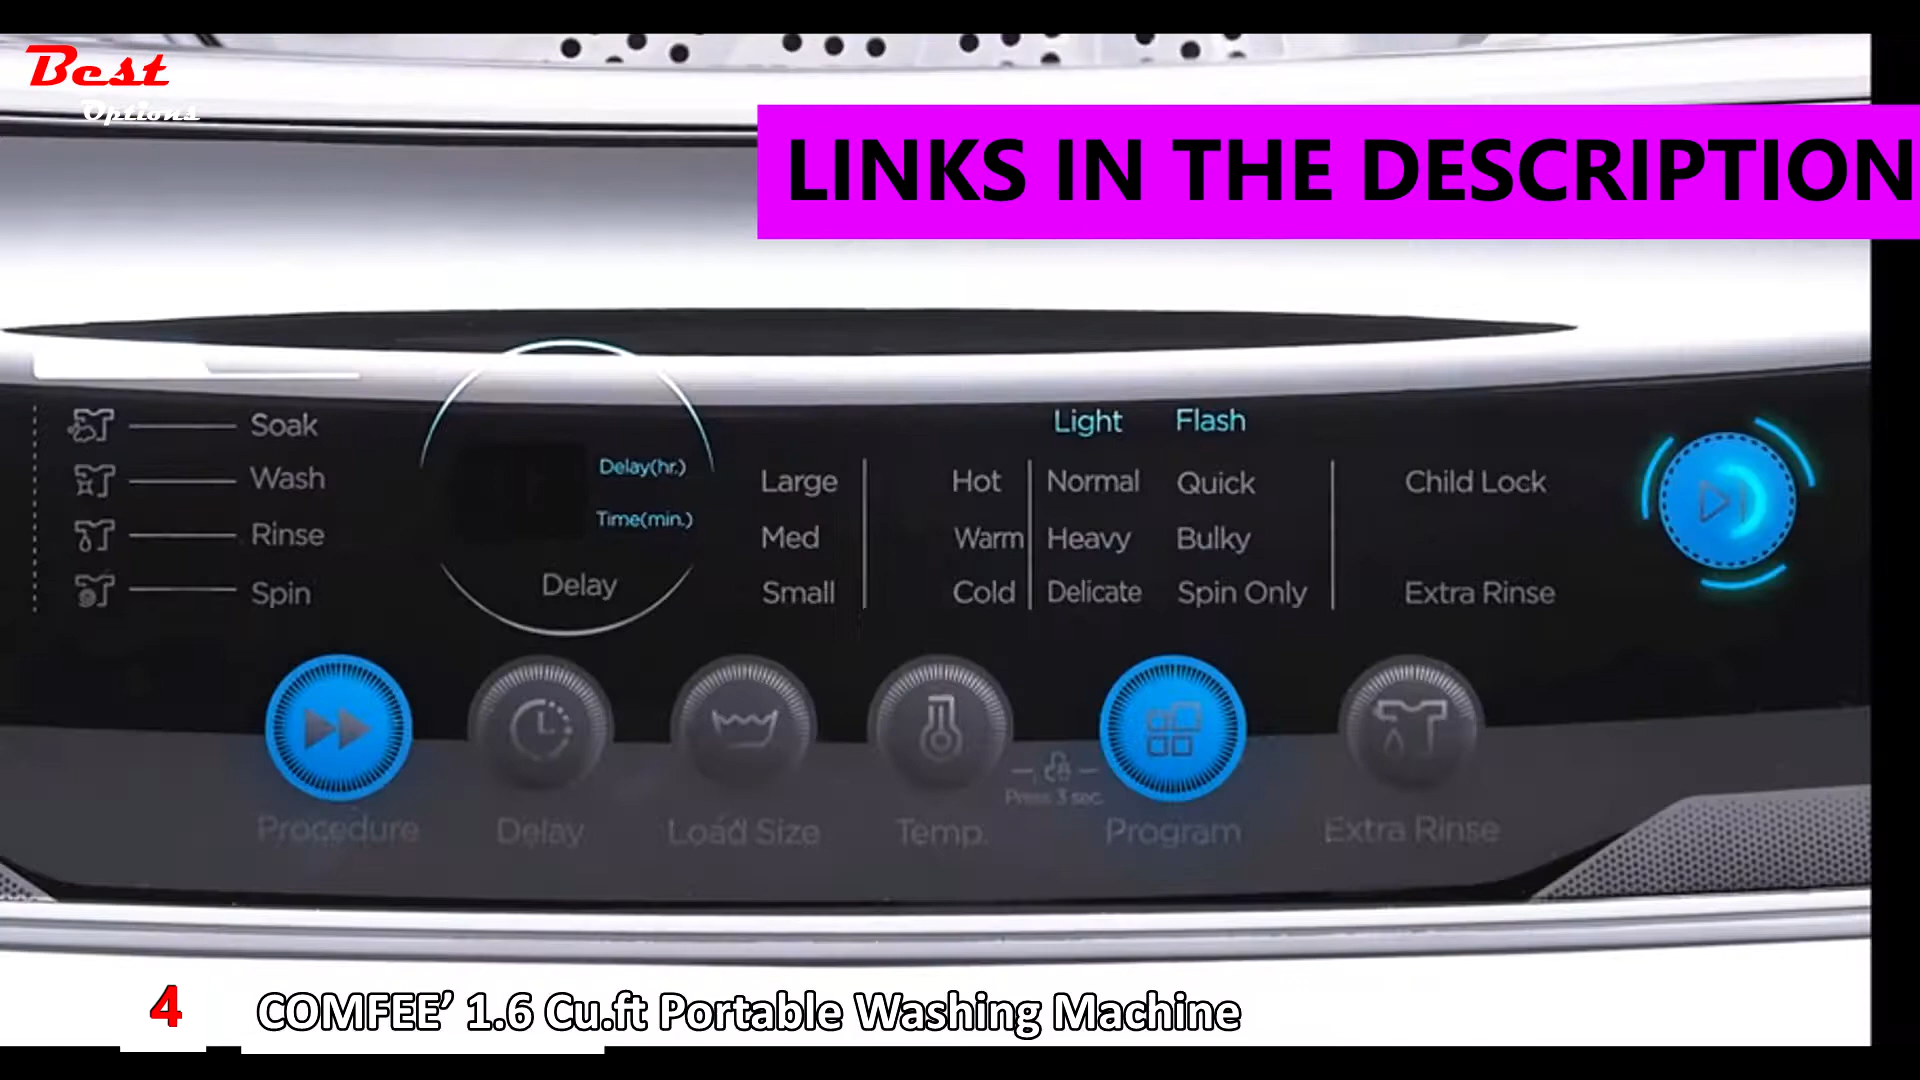 Best
Options
LINKS IN THE DESCRIPTION
Soak
Wash
Rinse
Spin
Delay(hr.)
Time(min.)
Delay
Large
Med
Small
Hot
Warm
Cold
Light Flash
Normal Quick
Heavy Bulky
Delicate Spin Only
Child Lock
Extra Rinse
Press 3 sec.
Procedure Delay Load Size Temp. Program Extra Rinse
4 COMFEE’ 1.6 Cu.ft Portable Washing Machine